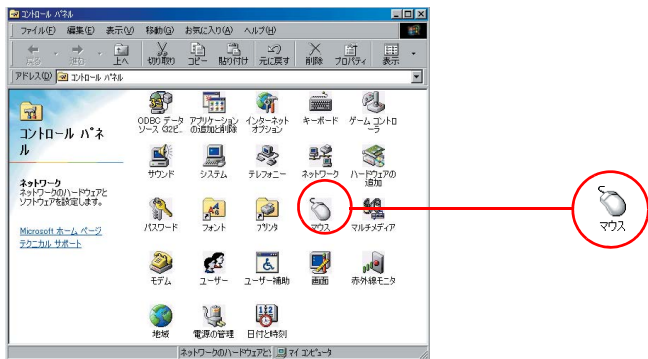 コントロール パネル
ファイル(F) 編集(E) 表示(V) 移動(G) お気に入り(A) ヘルプ(H)
戻る 進む 上へ 切り取り コピー 貼り付け 元に戻す 削除 プロパティ 表示
アドレス(D) コントロール パネル
コントロール パネ
ル
ネットワーク
ネットワークのハードウェアと
ソフトウェアを設定します。
Microsoft ホーム ページ
テクニカル サポート
ODBC データ
ソース (32ビ...
アプリケーション
の追加と削除
インターネット
オプション
キーボード
ゲーム コントロ
ーラ
サウンド
システム
テレフォニー
ネットワーク
ハードウェアの
追加
パスワード
フォント
プリンタ
マウス
マルチメディア
モデム
ユーザー
ユーザー補助
画面
赤外線モニタ
地域
電源の管理
日付と時刻
ネットワークのハードウェアと
マイ コンピュータ
マウス